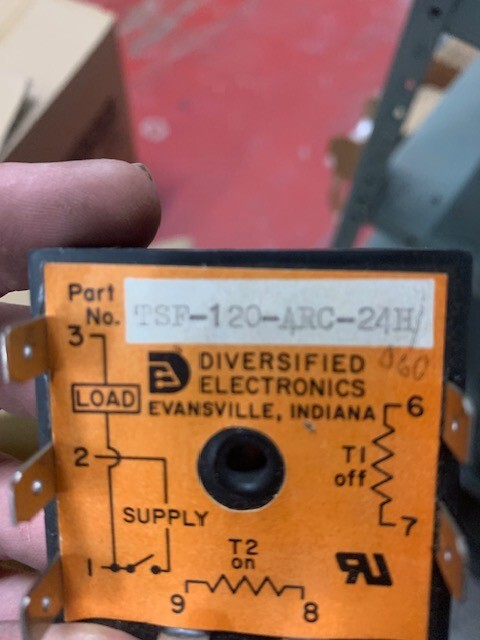 Part
No.
TSF-120-ARC-24H/
060
3
DIVERSIFIED
ELECTRONICS
EVANSVILLE, INDIANA
LOAD
6
T1
off
2
7
SUPPLY
T2
on
1
9
8